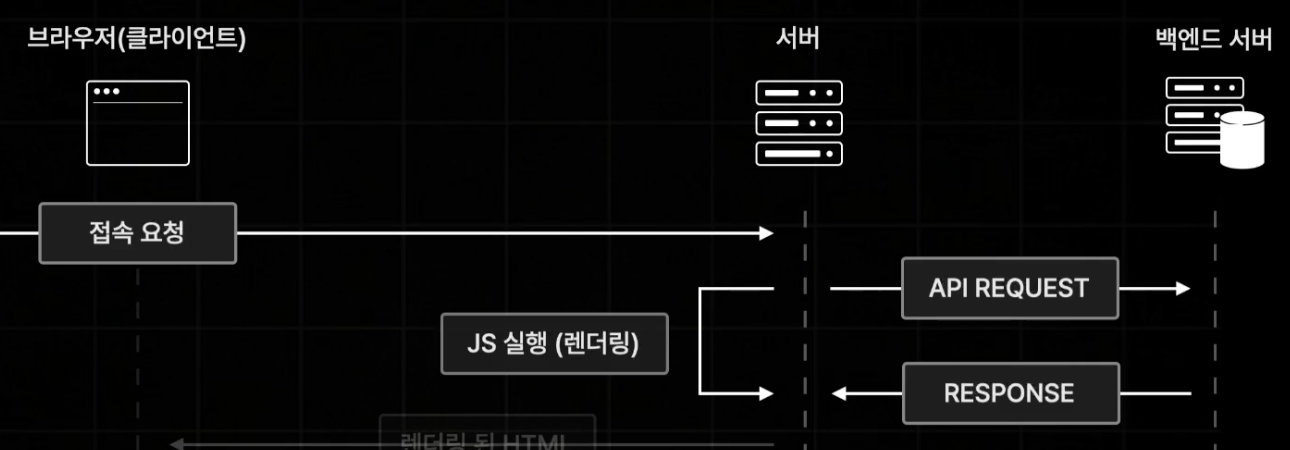 브라우저(클라이언트)
서버
백엔드 서버
접속 요청
API REQUEST
JS 실행 (렌더링)
RESPONSE
렌더링 된 HTML